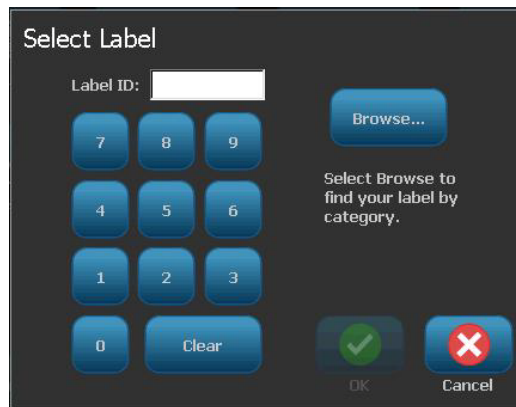 Select Label
Label ID:
Browse...
7 8 9
Select Browse to
find your label by
category.
4 5 6
1 2 3
0 Clear
OK Cancel